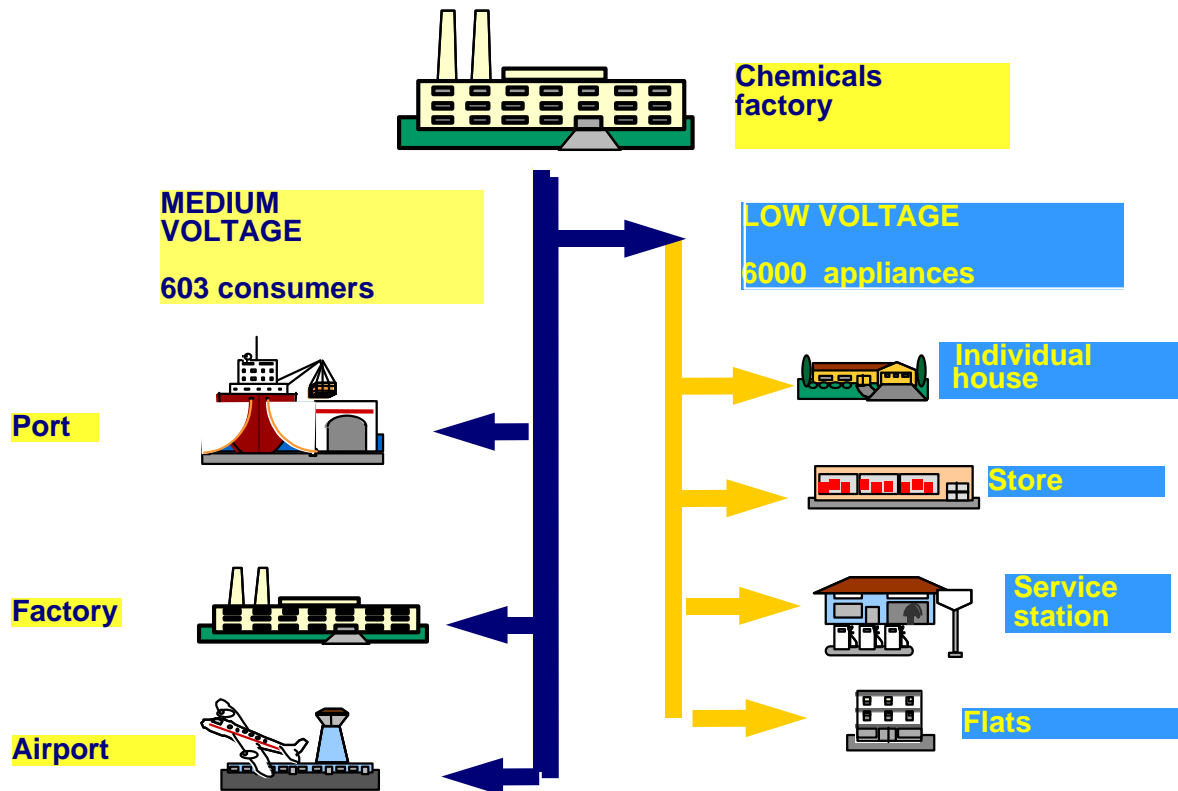 Chemicals
factory
MEDIUM
VOLTAGE
603 consumers
LOW VOLTAGE
6000 appliances
Individual
house
Port
Store
Factory
Service
station
Airport
Flats